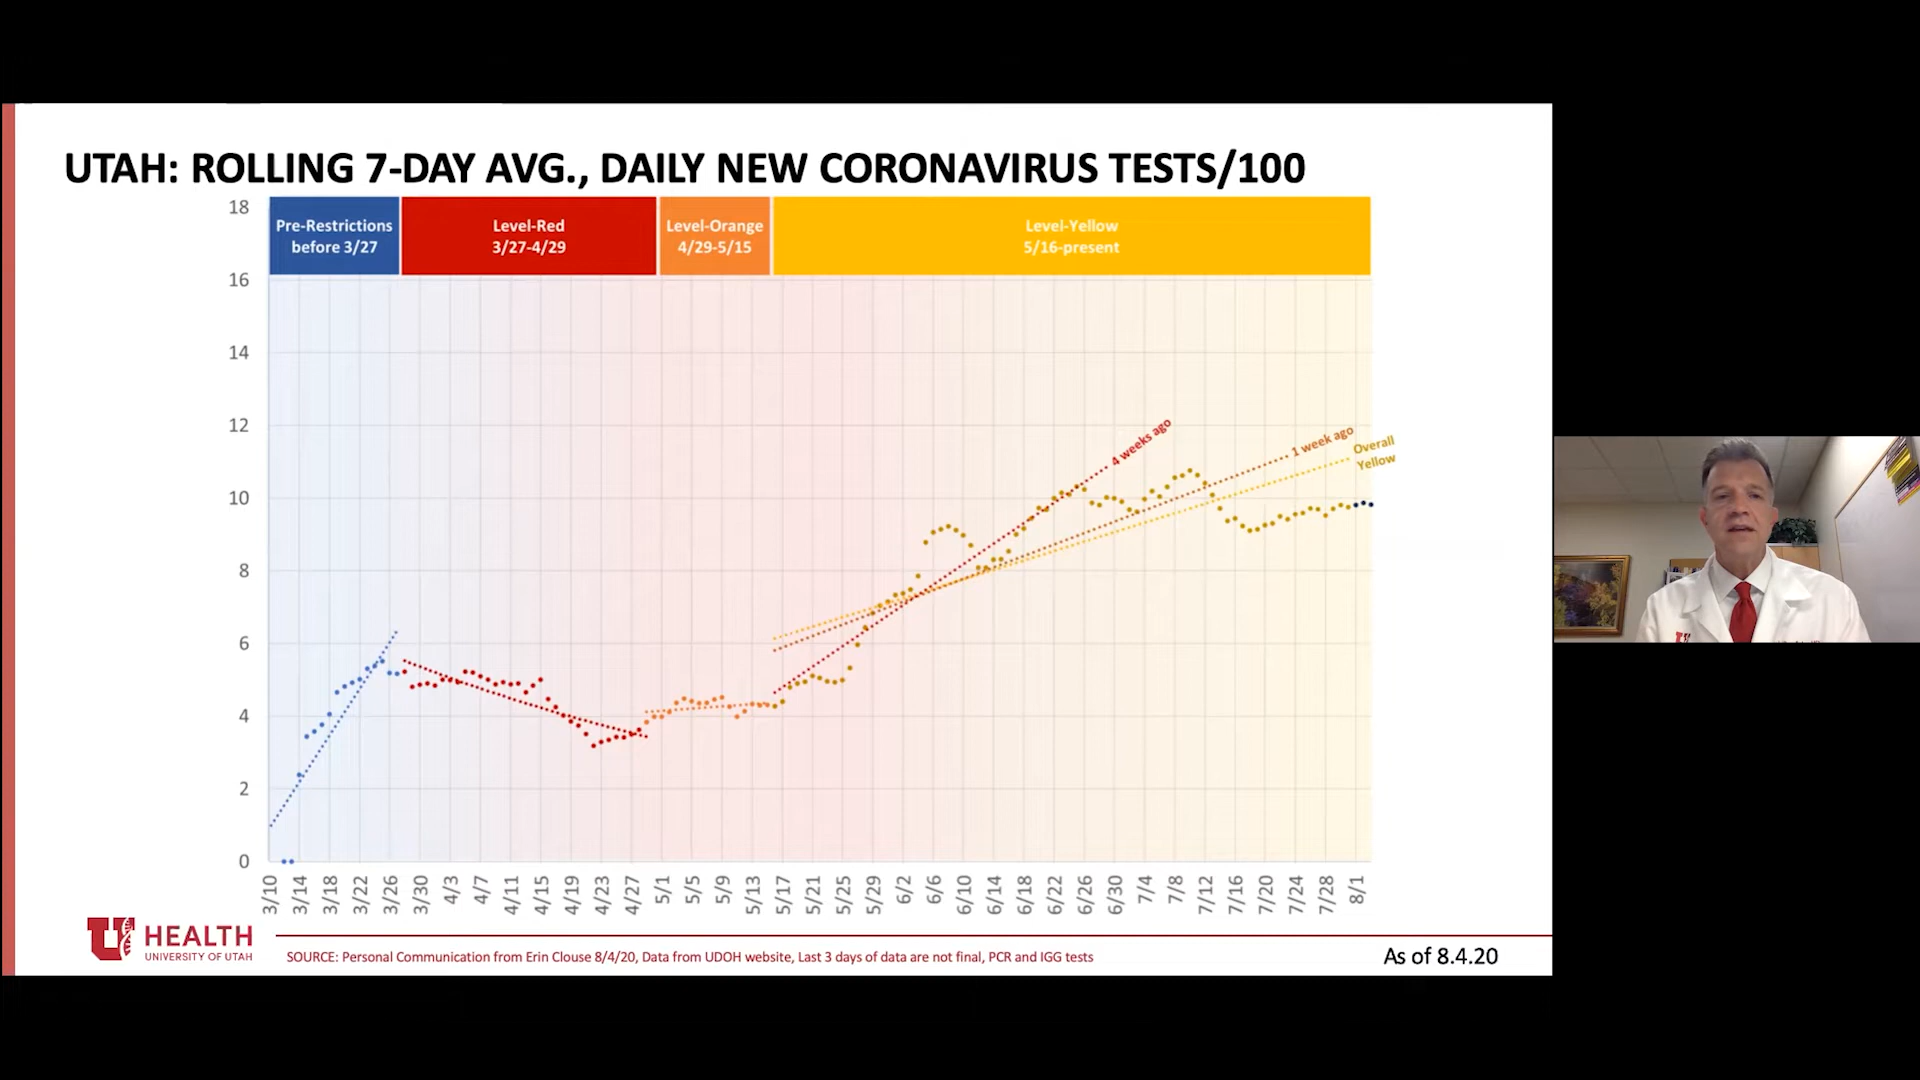 UTAH: ROLLING 7-DAY AVG., DAILY NEW CORONAVIRUS TESTS/100
Pre-Restrictions
before 3/27
Level-Red
3/27-4/29
Level-Orange
4/29-5/15
Level-Yellow
5/16-present
18
16
14
12
10
8
6
4
2
0
4 weeks ago
1 week ago
Overall
Yellow
3/10 3/14 3/18 3/22 3/26 3/30 4/3 4/7 4/11 4/15 4/19 4/23 4/27 5/1 5/5 5/9 5/13 5/17 5/21 5/25 5/29 6/2 6/6 6/10 6/14 6/18 6/22 6/26 6/30 7/4 7/8 7/12 7/16 7/20 7/24 7/28 8/1
U HEALTH
UNIVERSITY OF UTAH
SOURCE: Personal Communication from Erin Clouse 8/4/20, Data from UDOH website, Last 3 days of data are not final, PCR and IGG tests
As of 8.4.20